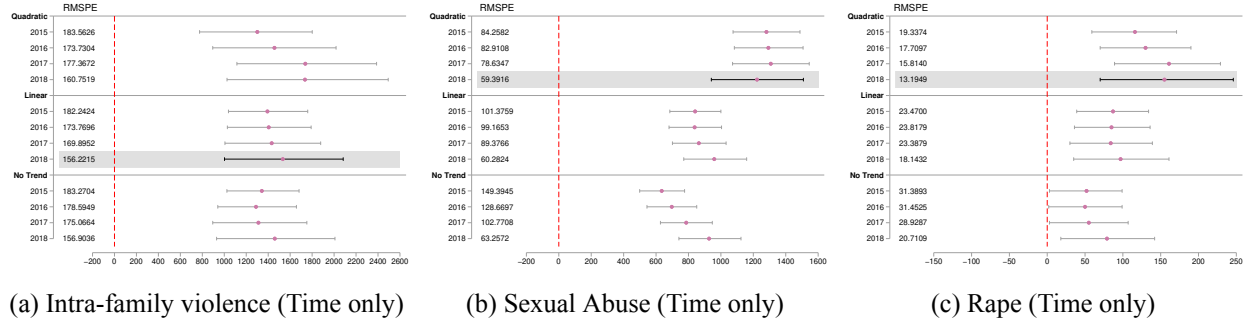 RMSPE
Quadratic
2015 183.5626
2016 173.7304
2017 177.3672
2018 160.7519
Linear
2015 182.2424
2016 173.7696
2017 169.8952
2018 156.2215
No Trend
2015 183.2704
2016 178.5949
2017 175.0664
2018 156.9036
−200 0 200 400 600 800 1000 1200 1400 1600 1800 2000 2200 2400 2600
(a) Intra-family violence (Time only)
RMSPE
Quadratic
2015 84.2582
2016 82.9108
2017 78.6347
2018 59.3916
Linear
2015 101.3759
2016 99.1653
2017 89.3766
2018 60.2824
No Trend
2015 149.3945
2016 128.6697
2017 102.7708
2018 63.2572
−200 0 200 400 600 800 1000 1200 1400 1600
(b) Sexual Abuse (Time only)
RMSPE
Quadratic
2015 19.3374
2016 17.7097
2017 15.8140
2018 13.1949
Linear
2015 23.4700
2016 23.8179
2017 23.3879
2018 18.1432
No Trend
2015 31.3893
2016 31.4525
2017 28.9287
2018 20.7109
−150 −100 −50 0 50 100 150 200 250
(c) Rape (Time only)